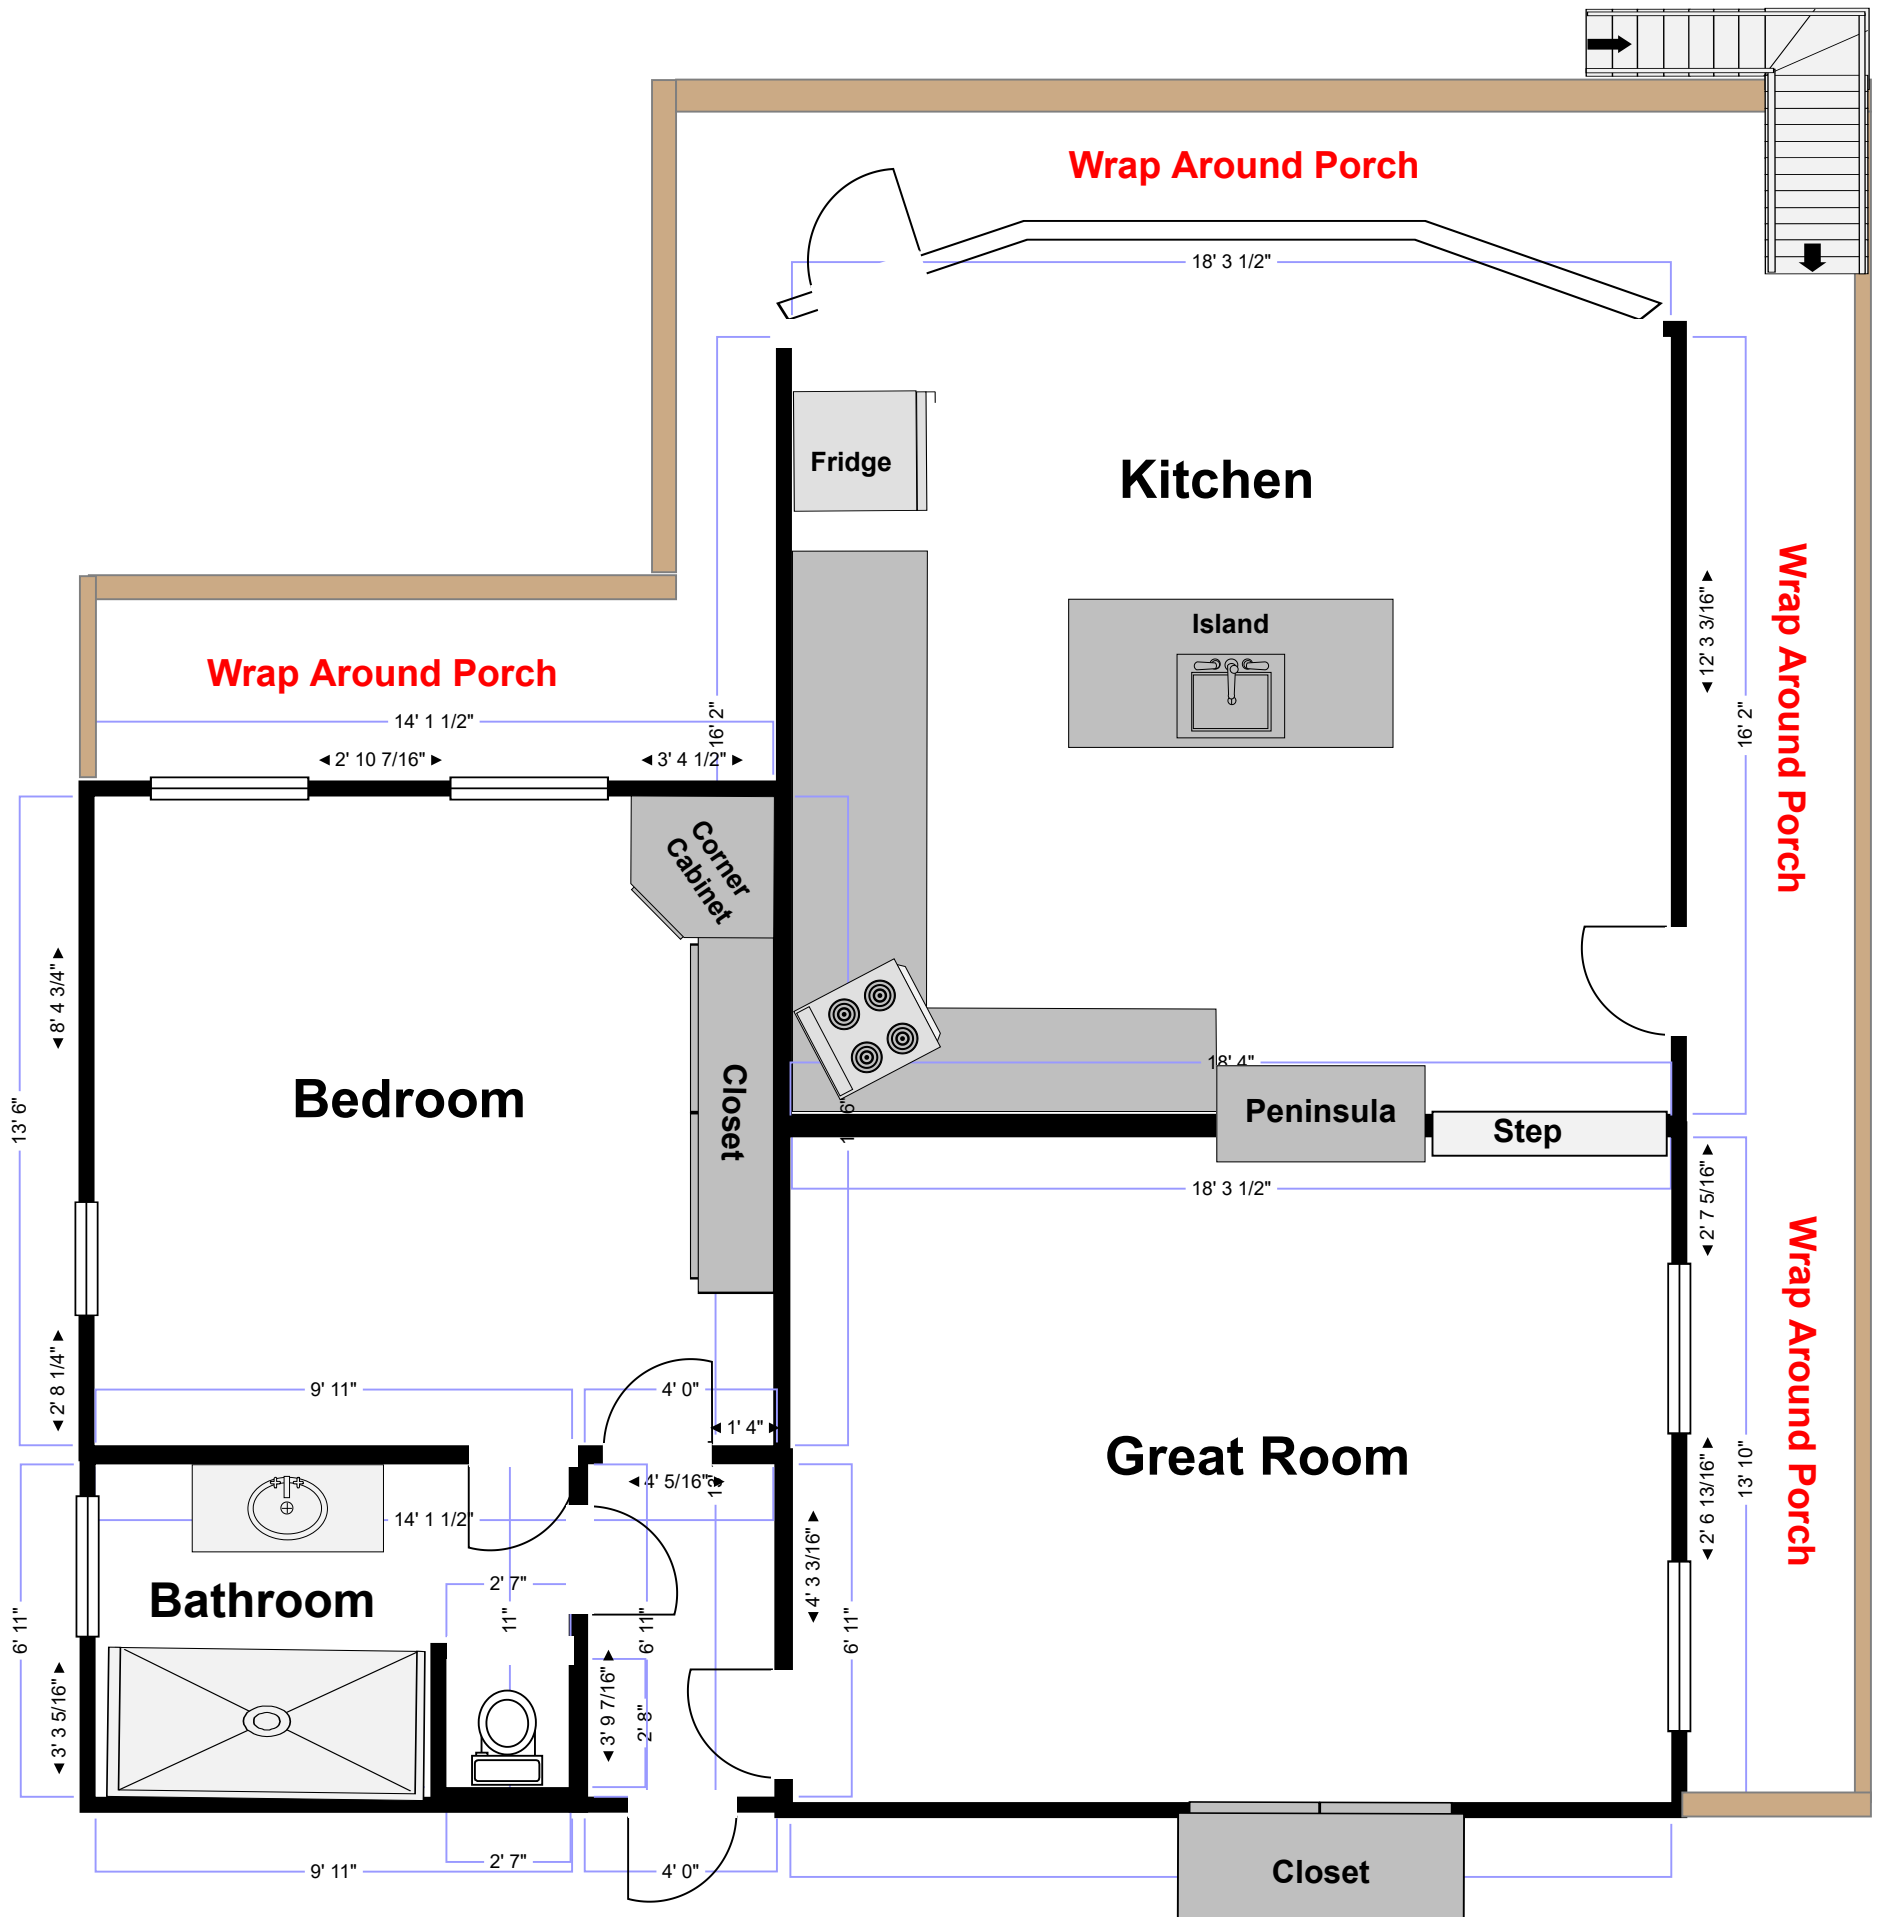 Wrap Around Porch
18' 3 1/2"
Fridge
Kitchen
Island
12' 3 3/16"
16' 2"
16' 2"
Wrap Around Porch
Wrap Around Porch
14' 1 1/2"
2' 10 7/16"
3' 4 1/2"
Corner
Cabinet
8' 4 3/4"
13' 6"
Bedroom
Closet
18' 4"
Peninsula
Step
18' 3 1/2"
2' 7 5/16"
Wrap Around Porch
2' 8 1/4"
9' 11"
4' 0"
1' 4"
Great Room
4' 5/16"
14' 1 1/2"
4' 3 3/16"
2' 6 13/16"
13' 10"
Bathroom
2' 7"
11"
6' 11"
6' 11"
6' 11"
3' 3 5/16"
3' 9 7/16"
2' 8"
9' 11"
2' 7"
4' 0"
Closet